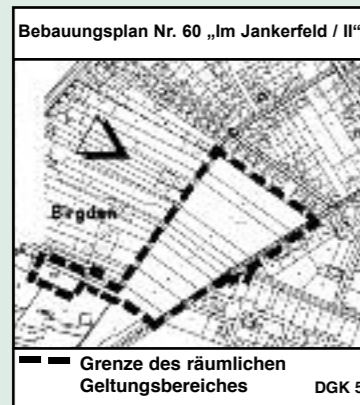 Bebauungsplan Nr. 60 „Im Jankerfeld / II“
Birgden
Grenze des räumlichen
Geltungsbereiches
DGK 5